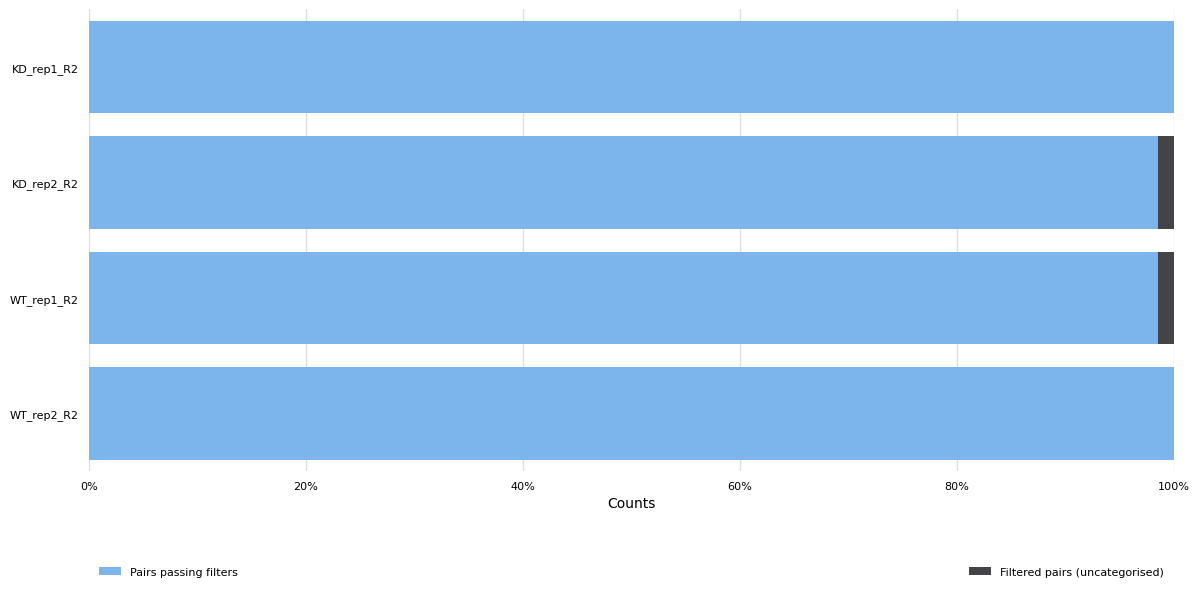 KD_rep1_R2
KD_rep2_R2
WT_rep1_R2
WT_rep2_R2
0% 20% 40% 60% 80% 100%
Counts
Pairs passing filters Filtered pairs (uncategorised)